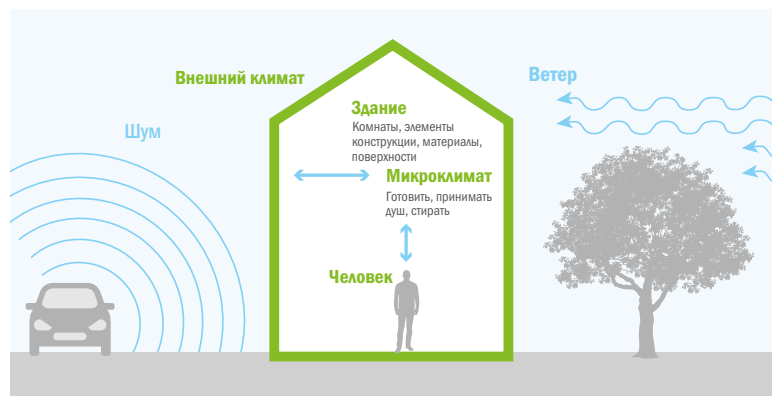 Внешний климат
Ветер
Шум
Здание
Комнаты, элементы
конструкции, материалы,
поверхности
Микроклимат
Готовить, принимать
душ, стирать
Человек